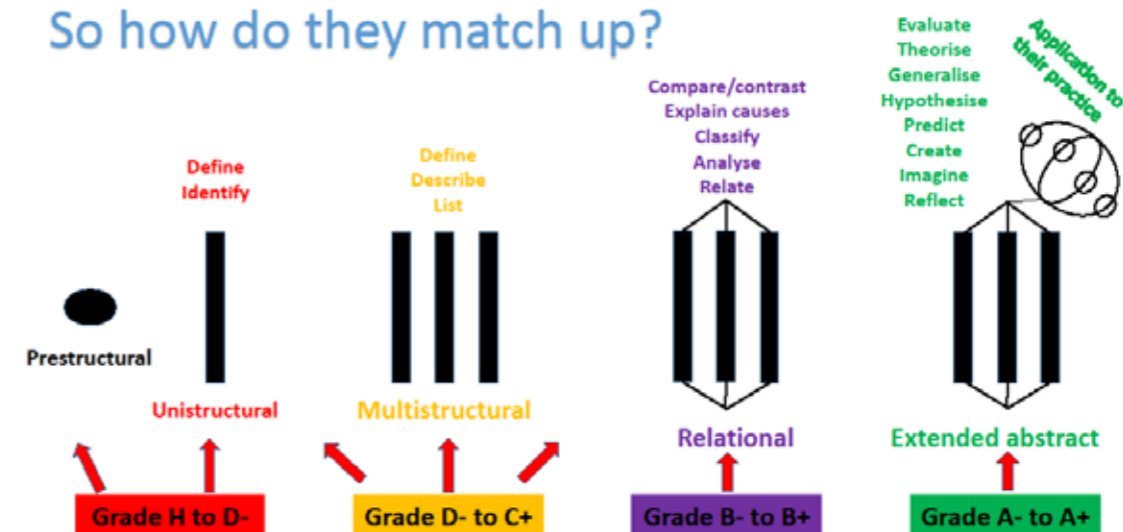 So how do they match up?
Evaluate
Theorise
Generalise
Hypothesise
Predict
Create
Imagine
Reflect
Application to
their practice
Compare/contrast
Explain causes
Classify
Analyse
Relate
Define
Describe
List
Define
Identify
Prestructural
Unistructural
Multistructural
Relational
Extended abstract
Grade H to D-
Grade D- to C+
Grade B- to B+
Grade A- to A+